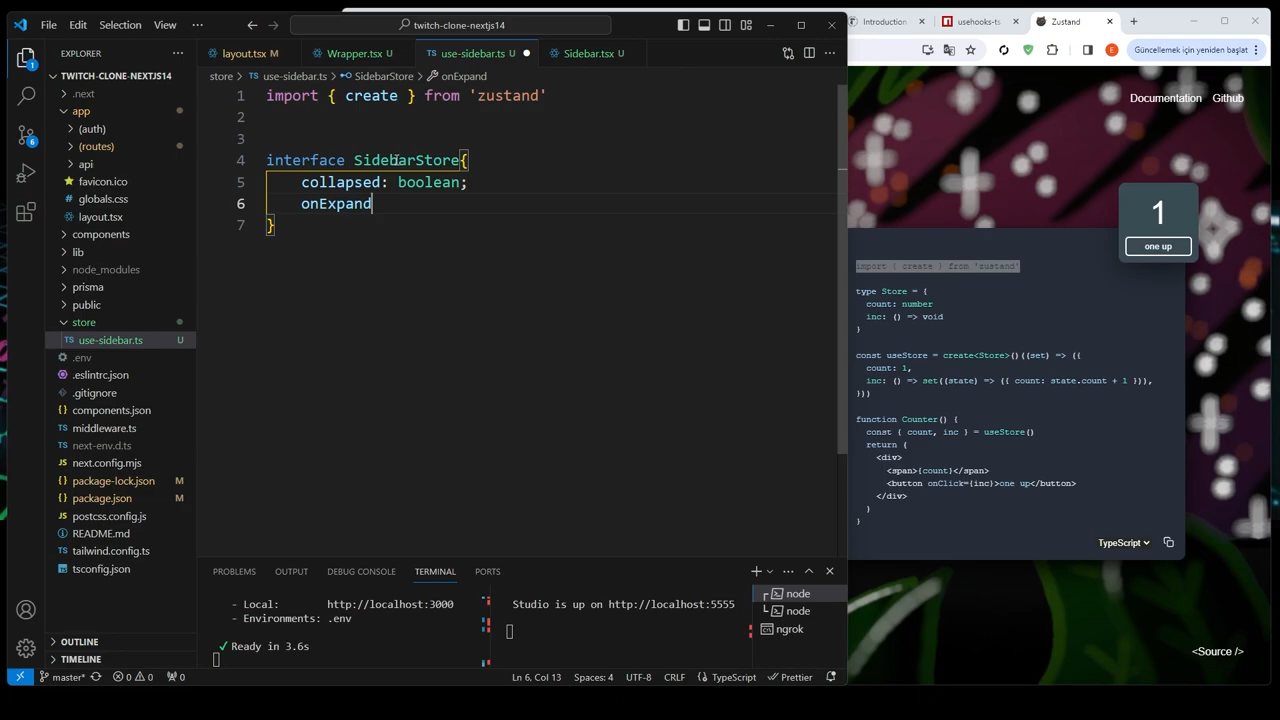 File Edit Selection View ··· twitch-clone-nextjs14
EXPLORER
TWITCH-CLONE-NEXTJS14
.next
app
(auth)
(routes)
api
favicon.ico
globals.css
layout.tsx
components
lib
node_modules
prisma
public
store
use-sidebar.ts U
.env
.eslintrc.json
.gitignore
components.json
middleware.ts
next-env.d.ts
next.config.mjs
package-lock.json M
package.json M
postcss.config.js
README.md
tailwind.config.ts
tsconfig.json
OUTLINE
TIMELINE
layout.tsx M Wrapper.tsx U use-sidebar.ts U Sidebar.tsx U
store > use-sidebar.ts > SidebarStore > onExpand
1 import { create } from 'zustand'
2
3
4 interface SidebarStore{
5 collapsed: boolean;
6 onExpand
7 }
PROBLEMS OUTPUT DEBUG CONSOLE TERMINAL PORTS
- Local: http://localhost:3000
- Environments: .env
✓ Ready in 3.6s
Studio is up on http://localhost:5555
node
node
ngrok
master* 0 0 0 Ln 6, Col 13 Spaces: 4 UTF-8 CRLF {} TypeScript Prettier
Introduction usehooks-ts Zustand
Güncellemek için yeniden başlat
E
Documentation Github
1
one up
import { create } from 'zustand'
type Store = {
count: number
inc: () => void
}
const useStore = create<Store>()((set) => ({
count: 1,
inc: () => set((state) => ({ count: state.count + 1 })),
}))
function Counter() {
const { count, inc } = useStore()
return (
<div>
<span>{count}</span>
<button onClick={inc}>one up</button>
</div>
)
}
TypeScript
<Source />